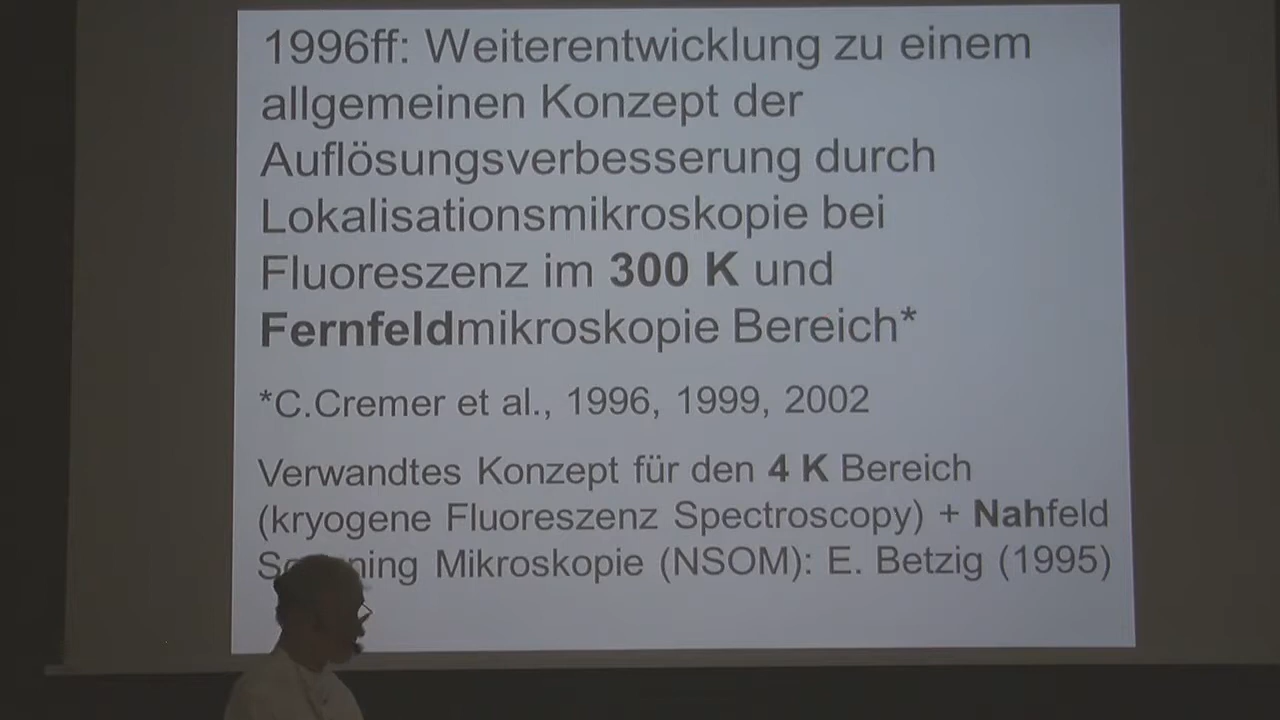 1996ff: Weiterentwicklung zu einem
allgemeinen Konzept der
Auflösungsverbesserung durch
Lokalisationsmikroskopie bei
Fluoreszenz im 300 K und
Fernfeldmikroskopie Bereich*
*C.Cremer et al., 1996, 1999, 2002
Verwandtes Konzept für den 4 K Bereich
(kryogene Fluoreszenz Spectroscopy) + Nahfeld
Mikroskopie (NSOM): E. Betzig (1995)